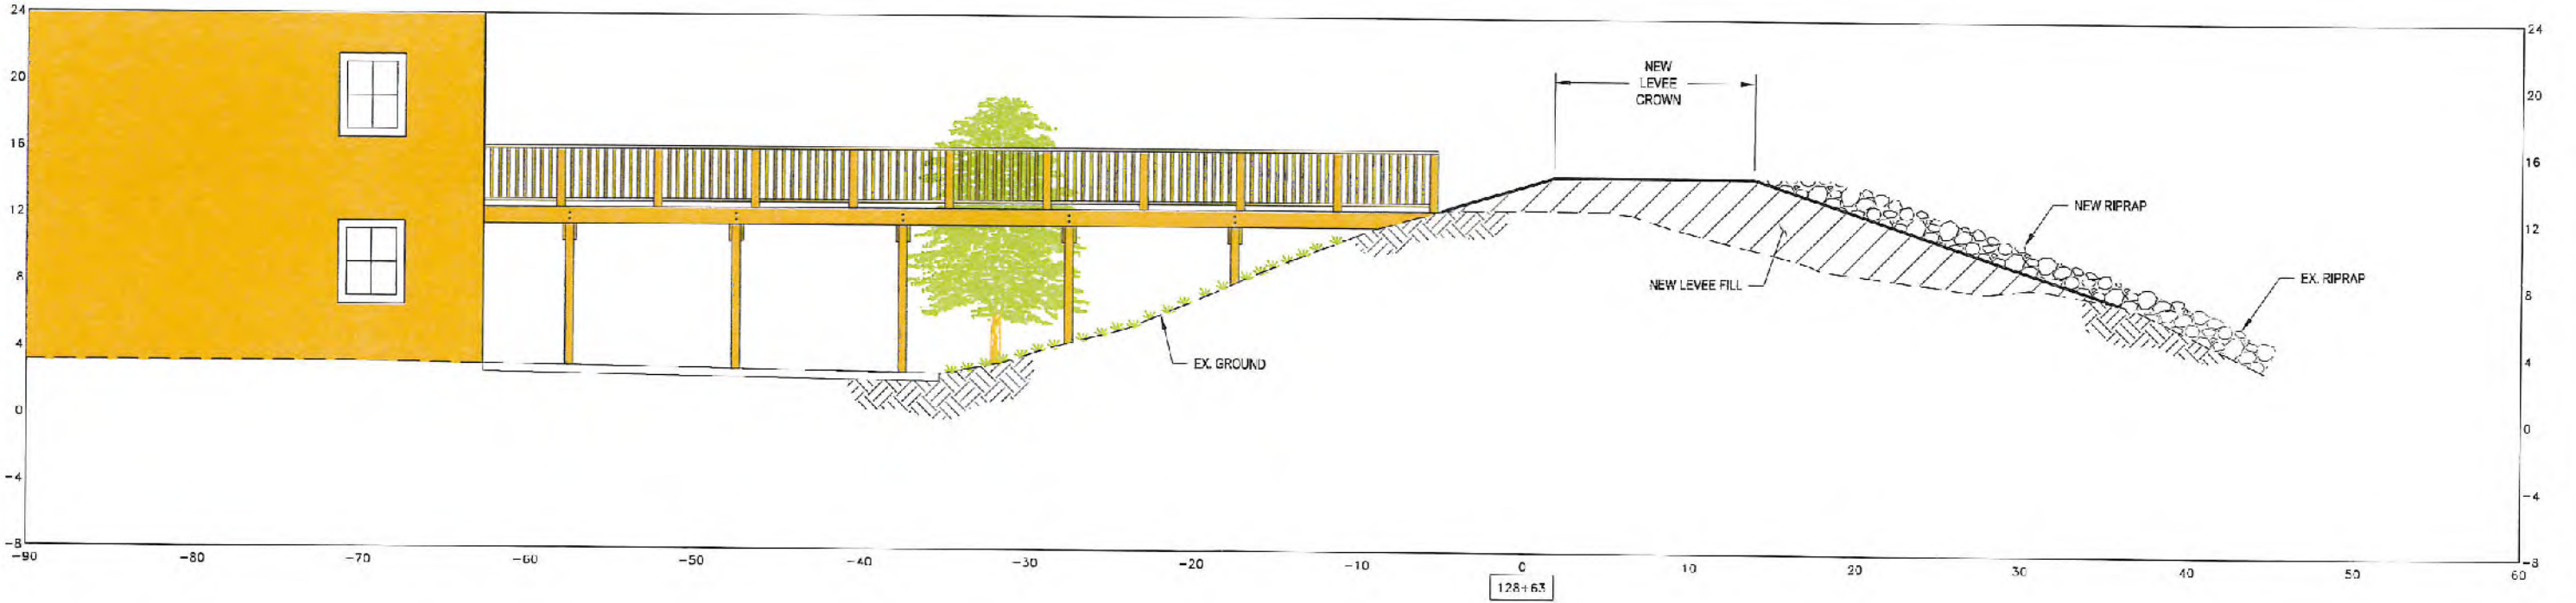 24
20
16
12
8
4
0
-4
-8
24
20
16
12
8
4
0
-4
-8
NEW
LEVEE
CROWN
NEW RIPRAP
EX. RIPRAP
NEW LEVEE FILL
EX. GROUND
-90 -80 -70 -60 -50 -40 -30 -20 -10 0 10 20 30 40 50 60
128+63